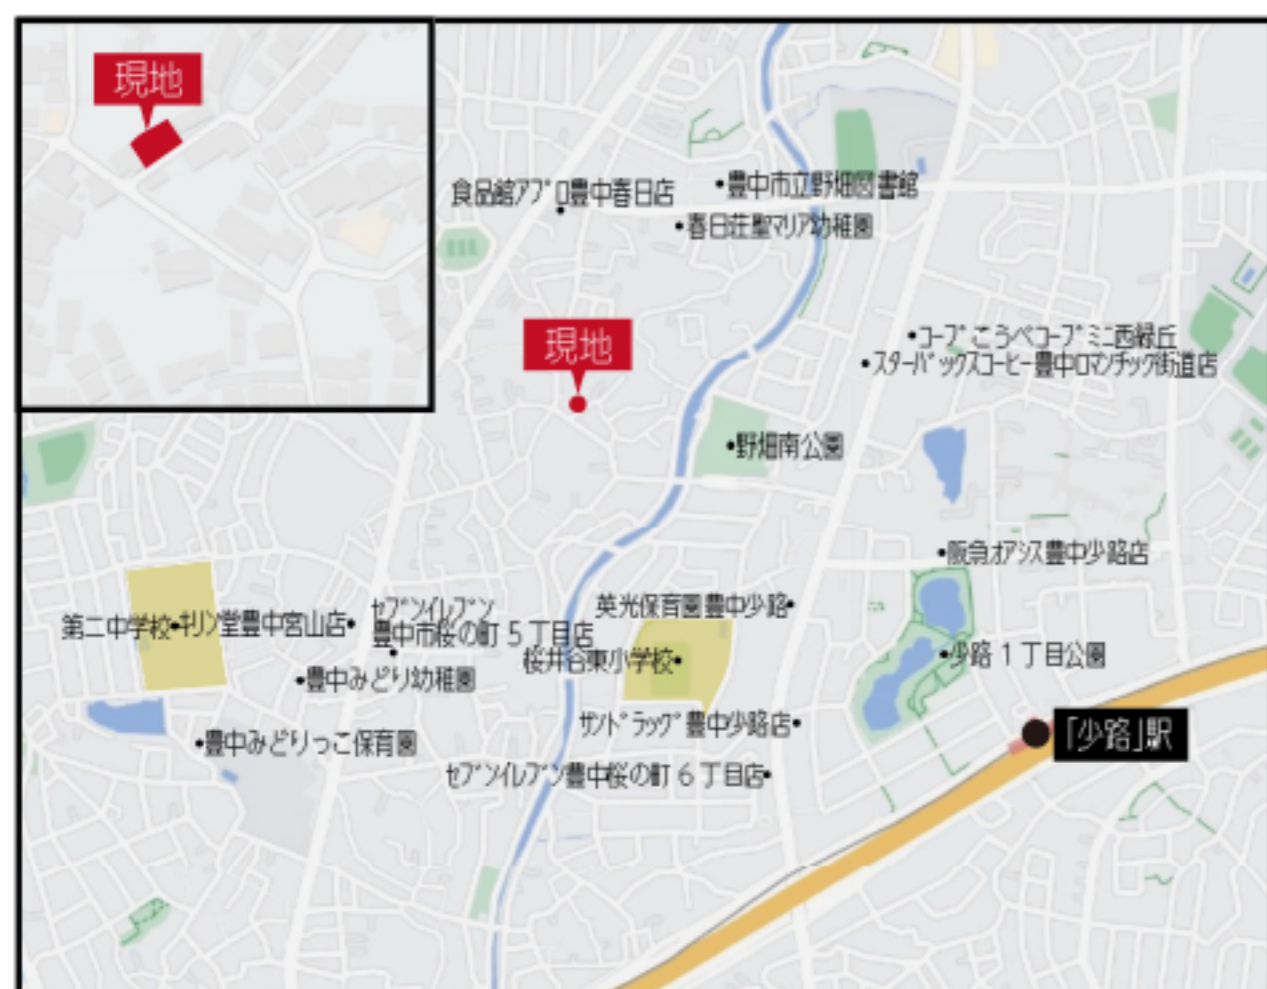 現地
食品館アプロ豊中春日店
豊中市立野畑図書館
春日荘聖マリア幼稚園
現地
コープこうべコープミニ西緑丘
スターバックスコーヒー豊中ロマンチック街道店
野畑南公園
阪急オアシス豊中少路店
英光保育園豊中少路
セブンイレブン
豊中市桜の町5丁目店
第二中学校
キリン堂豊中宮山店
桜井谷東小学校
少路1丁目公園
豊中みどり幼稚園
サンドラッグ豊中少路店
「少路」駅
豊中みどりっこ保育園
セブンイレブン豊中桜の町6丁目店